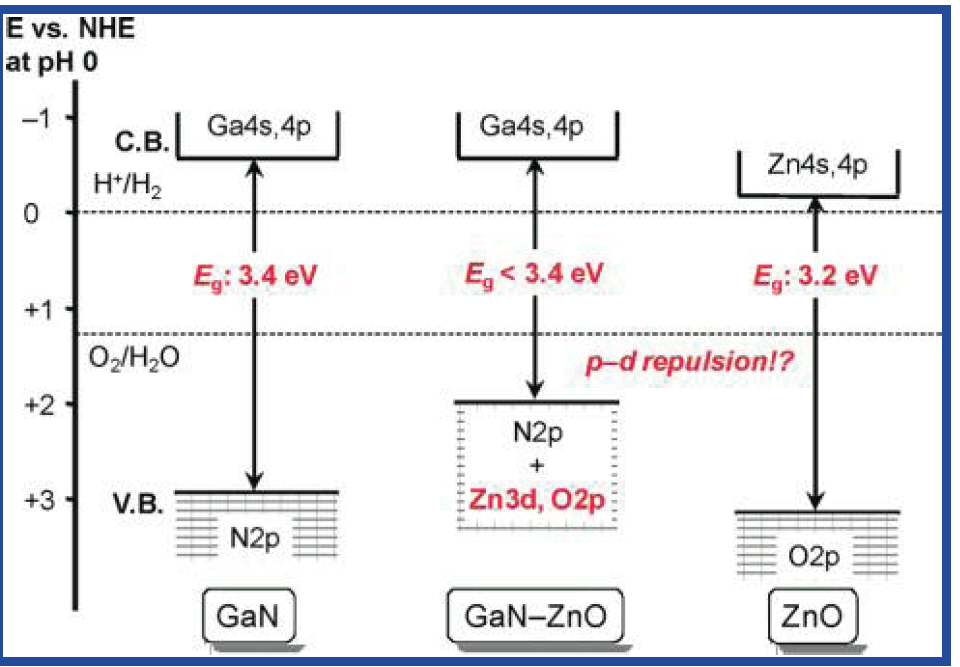 E vs. NHE
at pH 0
–1
C.B.
Ga4s,4p
Ga4s,4p
Zn4s,4p
H⁺/H₂
0
Eg: 3.4 eV
Eg < 3.4 eV
Eg: 3.2 eV
+1
O₂/H₂O
p–d repulsion!?
+2
N2p
+
Zn3d, O2p
+3
V.B.
N2p
O2p
GaN
GaN–ZnO
ZnO